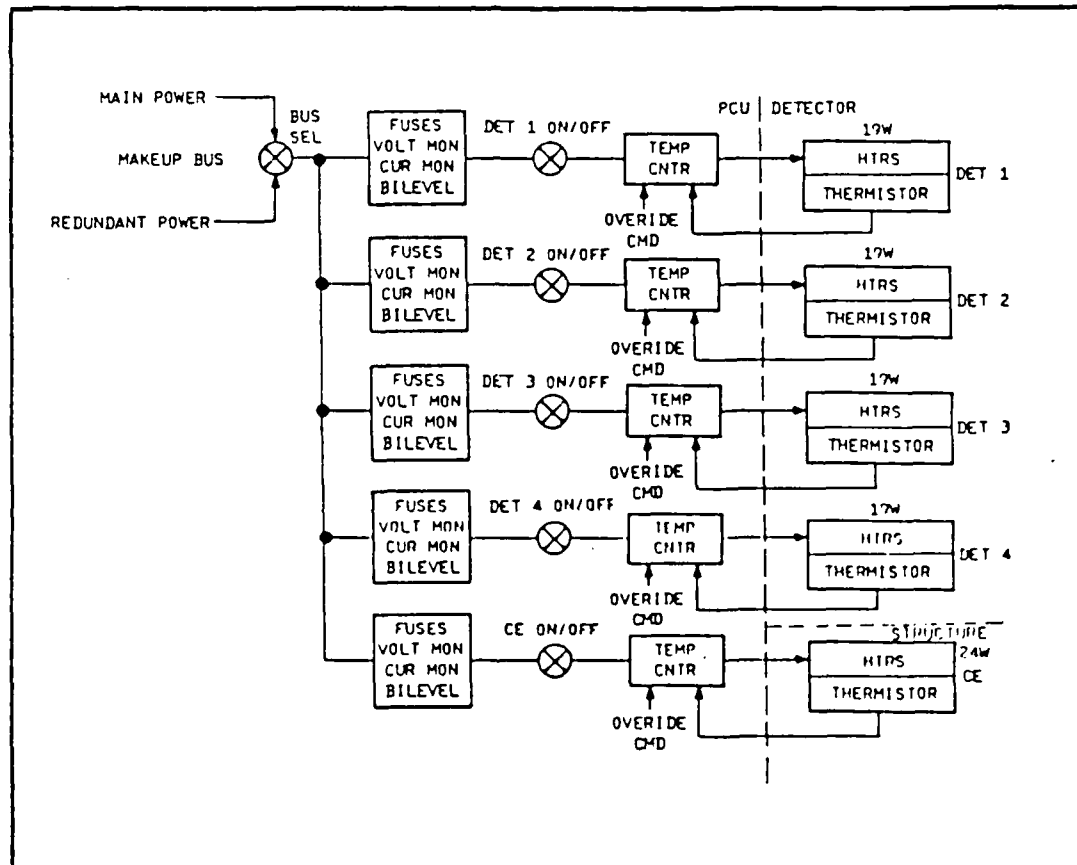 MAIN POWER
BUS
SEL
MAKEUP BUS
REDUNDANT POWER
PCU
DETECTOR
FUSES
VOLT MON
CUR MON
BILEVEL
DET 1 ON/OFF
TEMP
CNTR
OVERIDE
CMD
19W
HTRS
THERMISTOR
DET 1
FUSES
VOLT MON
CUR MON
BILEVEL
DET 2 ON/OFF
TEMP
CNTR
OVERIDE
CMD
19W
HTRS
THERMISTOR
DET 2
FUSES
VOLT MON
CUR MON
BILEVEL
DET 3 ON/OFF
TEMP
CNTR
OVERIDE
CMD
19W
HTRS
THERMISTOR
DET 3
FUSES
VOLT MON
CUR MON
BILEVEL
DET 4 ON/OFF
TEMP
CNTR
OVERIDE
CMD
19W
HTRS
THERMISTOR
DET 4
FUSES
VOLT MON
CUR MON
BILEVEL
CE ON/OFF
TEMP
CNTR
OVERIDE
CMD
STRUCTURE
24W
HTRS
THERMISTOR
CE